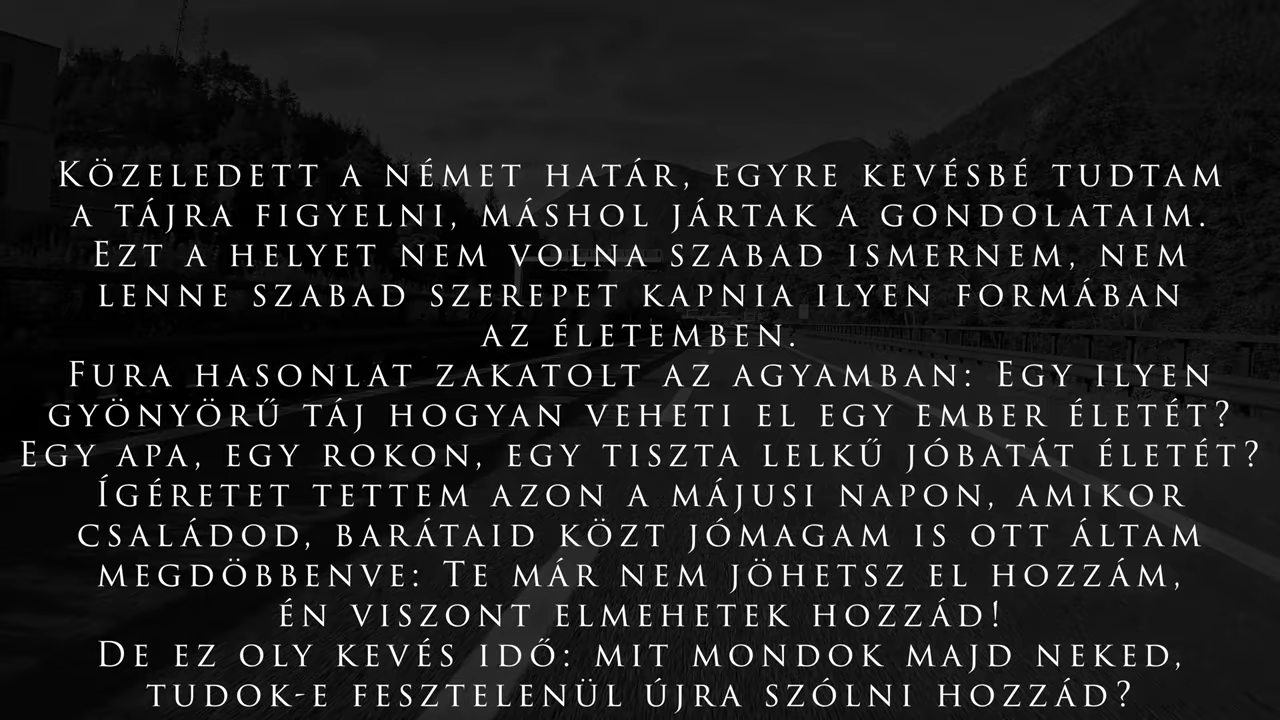 Közeledett a német határ, egyre kevésbé tudtam
a tájra figyelni, máshol jártak a gondolataim.
Ezt a helyet nem volna szabad ismernem, nem
lenne szabad szerepet kapnia ilyen formában
az életemben.
Fura hasonlat zakatolt az agyamban: Egy ilyen
gyönyörű táj hogyan veheti el egy ember életét?
Egy apa, egy rokon, egy tiszta lelkű jóbatát életét?
Ígéretet tettem azon a májusi napon, amikor
családod, barátaid közt jómagam is ott áltam
megdöbbenve: Te már nem jöhetsz el hozzám,
én viszont elmehetek hozzád!
De ez oly kevés idő: mit mondok majd neked,
tudok-e fesztelenül újra szólni hozzád?